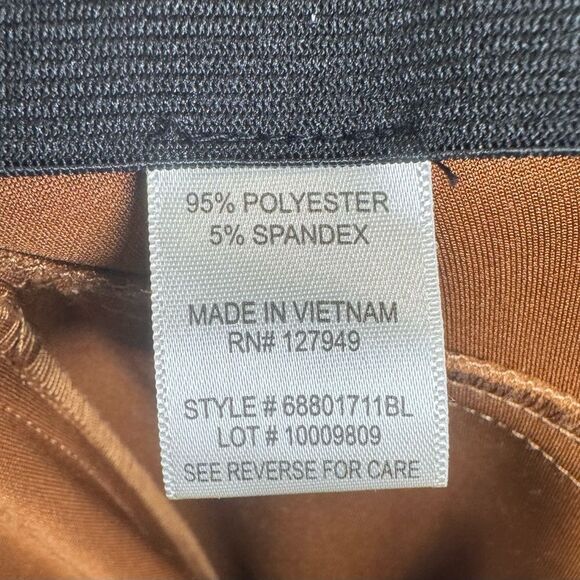 95% POLYESTER
5% SPANDEX
MADE IN VIETNAM
RN# 127949
STYLE # 68801711BL
LOT # 10009809
SEE REVERSE FOR CARE